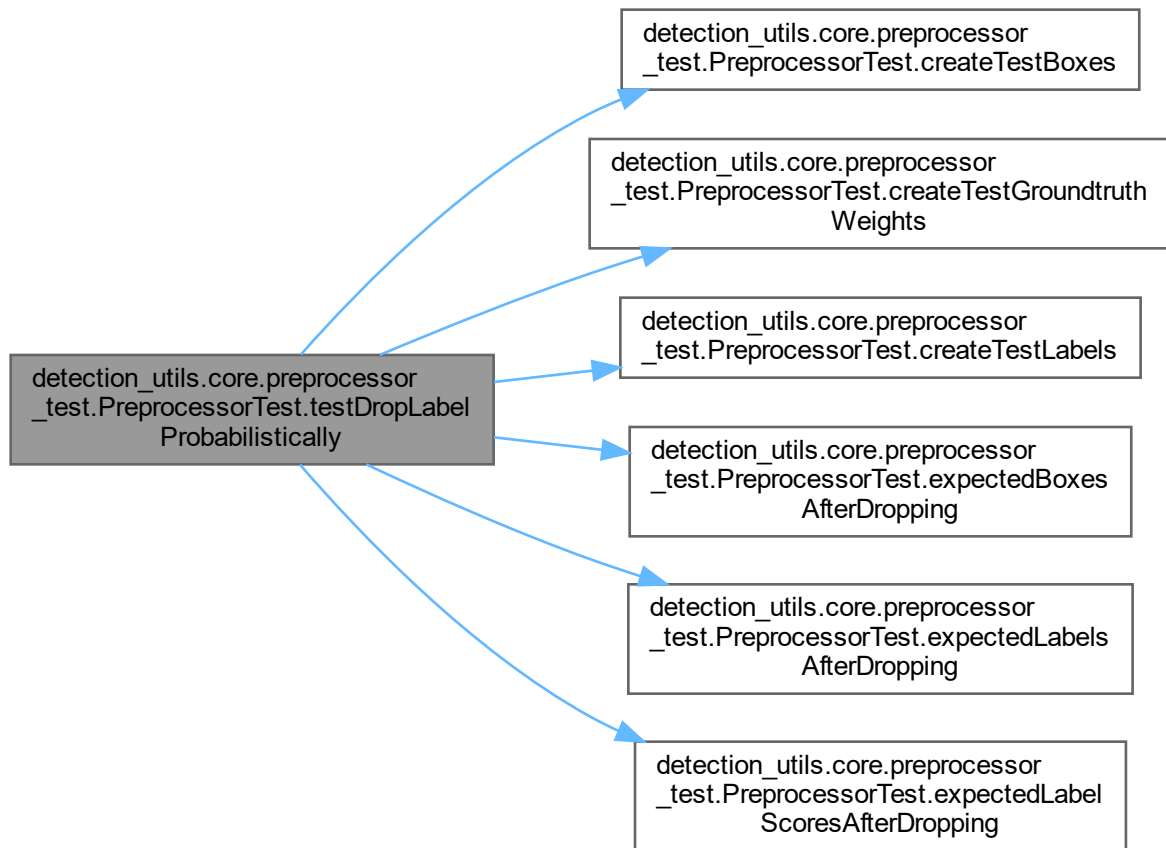 detection_utils.core.preprocessor
_test.PreprocessorTest.createTestBoxes
detection_utils.core.preprocessor
_test.PreprocessorTest.createTestGroundtruth
Weights
detection_utils.core.preprocessor
_test.PreprocessorTest.createTestLabels
detection_utils.core.preprocessor
_test.PreprocessorTest.testDropLabel
Probabilistically
detection_utils.core.preprocessor
_test.PreprocessorTest.expectedBoxes
AfterDropping
detection_utils.core.preprocessor
_test.PreprocessorTest.expectedLabels
AfterDropping
detection_utils.core.preprocessor
_test.PreprocessorTest.expectedLabel
ScoresAfterDropping